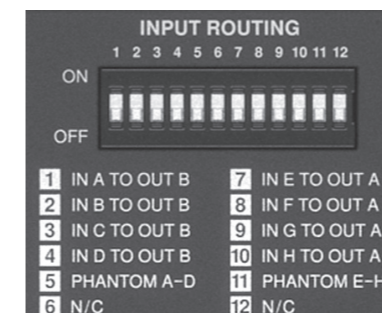 INPUT ROUTING
1 2 3 4 5 6 7 8 9 10 11 12
ON
OFF
1 IN A TO OUT B
2 IN B TO OUT B
3 IN C TO OUT B
4 IN D TO OUT B
5 PHANTOM A-D
6 N/C
7 IN E TO OUT A
8 IN F TO OUT A
9 IN G TO OUT A
10 IN H TO OUT A
11 PHANTOM E-H
12 N/C